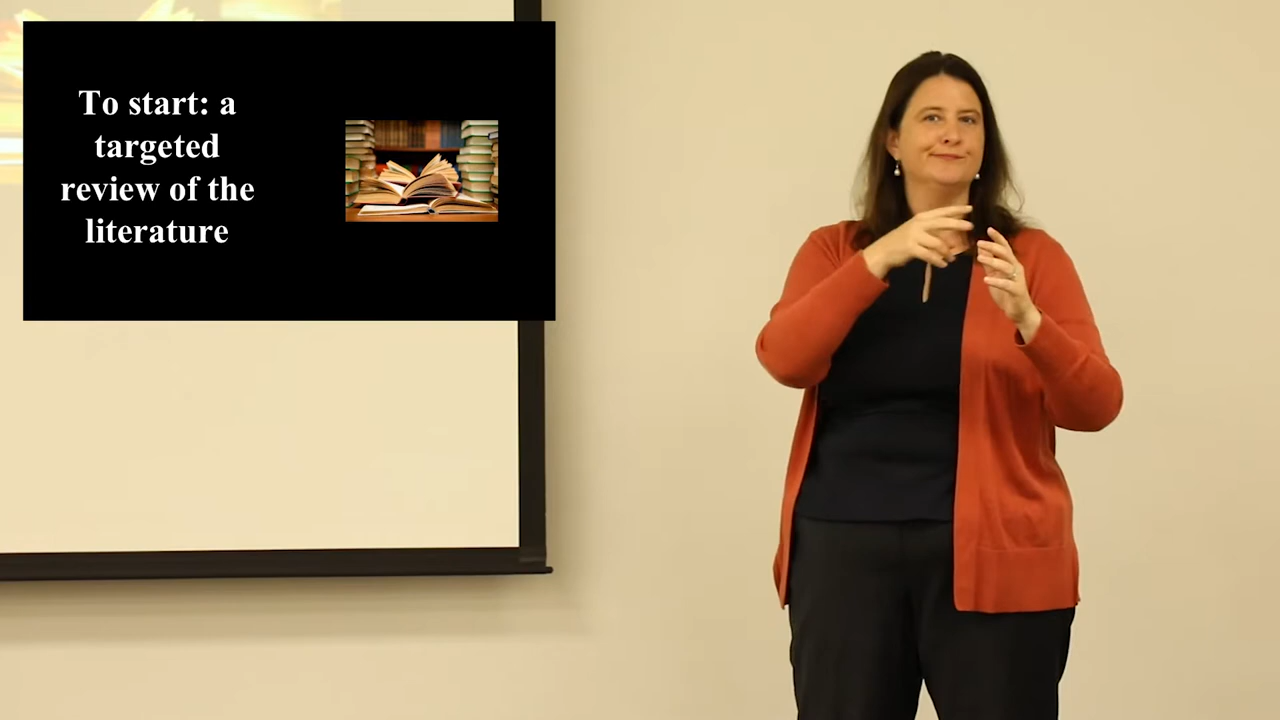 To start: a
targeted
review of the
literature